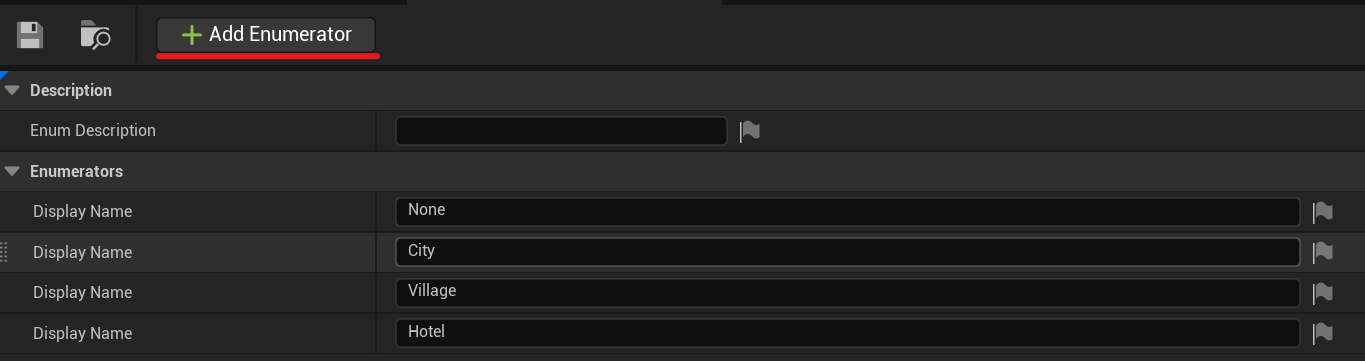 Add Enumerator
Description
Enum Description
Enumerators
Display Name None
Display Name City
Display Name Village
Display Name Hotel